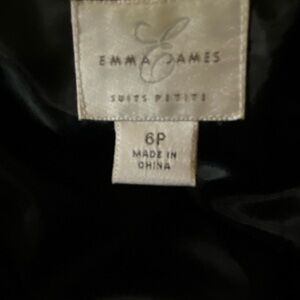 E
EMMA JAMES
SUITS PETITE
6P
MADE IN
CHINA